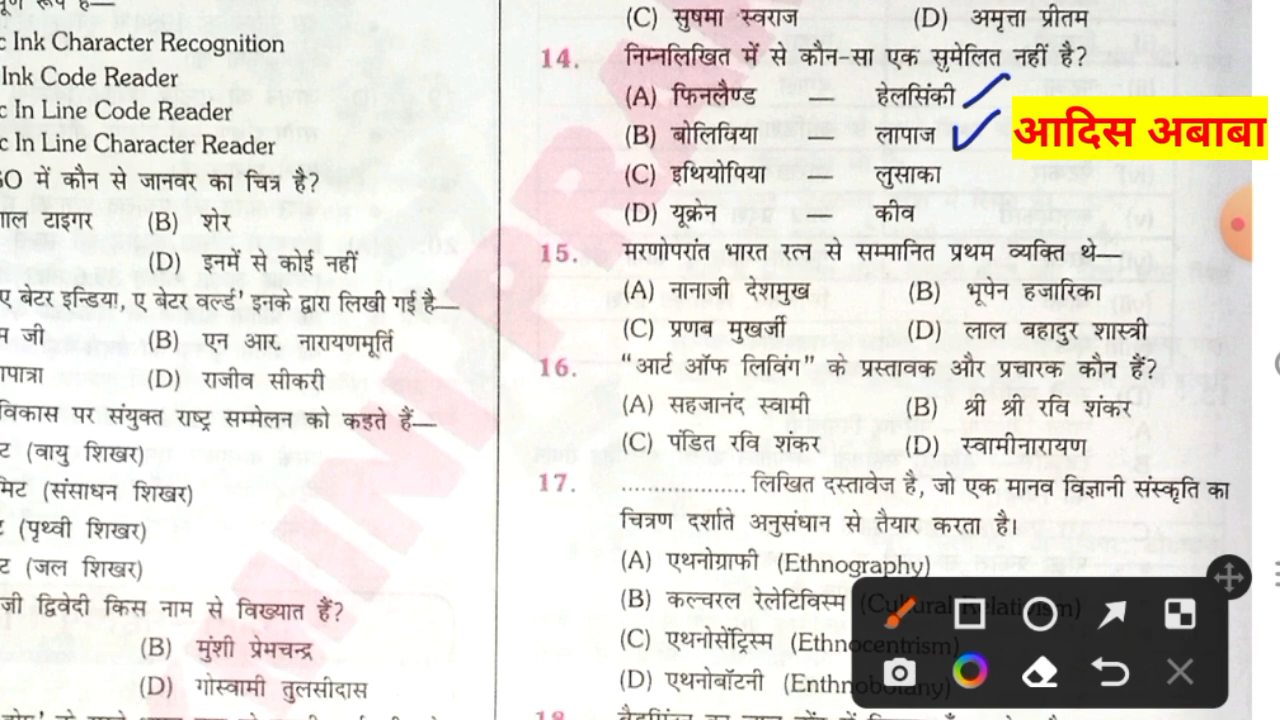 पूर्ण रूप है—
c Ink Character Recognition
Ink Code Reader
c In Line Code Reader
c In Line Character Reader
GO में कौन से जानवर का चित्र है?
गाल टाइगर (B) शेर
(D) इनमें से कोई नहीं
ए बेटर इन्डिया, ए बेटर वर्ल्ड' इनके द्वारा लिखी गई है—
जी (B) एन आर. नारायणमूर्ति
(D) राजीव सीकरी
विकास पर संयुक्त राष्ट्र सम्मेलन को कहते हैं—
ट (वायु शिखर)
मिट (संसाधन शिखर)
ट (पृथ्वी शिखर)
ट (जल शिखर)
जी द्विवेदी किस नाम से विख्यात हैं?
(B) मुंशी प्रेमचन्द्र
(D) गोस्वामी तुलसीदास
(C) सुषमा स्वराज (D) अमृत्ता प्रीतम
14. निम्नलिखित में से कौन-सा एक सुमेलित नहीं है?
(A) फिनलैण्ड — हेलसिंकी
(B) बोलिविया — लापाज
आदिस अबाबा
(C) इथियोपिया — लुसाका
(D) यूक्रेन — कीव
15. मरणोपरांत भारत रत्न से सम्मानित प्रथम व्यक्ति थे—
(A) नानाजी देशमुख (B) भूपेन हजारिका
(C) प्रणब मुखर्जी (D) लाल बहादुर शास्त्री
16. “आर्ट ऑफ लिविंग” के प्रस्तावक और प्रचारक कौन हैं?
(A) सहजानंद स्वामी (B) श्री श्री रवि शंकर
(C) पंडित रवि शंकर (D) स्वामीनारायण
17. ................... लिखित दस्तावेज है, जो एक मानव विज्ञानी संस्कृति का
चित्रण दर्शाते अनुसंधान से तैयार करता है।
(A) एथनोग्राफी (Ethnography)
(B) कल्चरल रेलेटिविस्म (Cultural Relativism)
(C) एथनोसेंट्रिस्म (Ethnocentrism)
(D) एथनोबॉटनी (Enthnobotany)